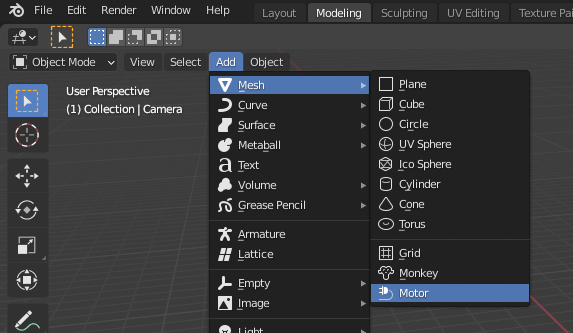 File Edit Render Window Help Layout Modeling Sculpting UV Editing Texture Pai
Object Mode View Select Add Object
User Perspective
(1) Collection | Camera
Mesh
Curve
Surface
Metaball
Text
Volume
Grease Pencil
Armature
Lattice
Empty
Image
Light
Plane
Cube
Circle
UV Sphere
Ico Sphere
Cylinder
Cone
Torus
Grid
Monkey
Motor